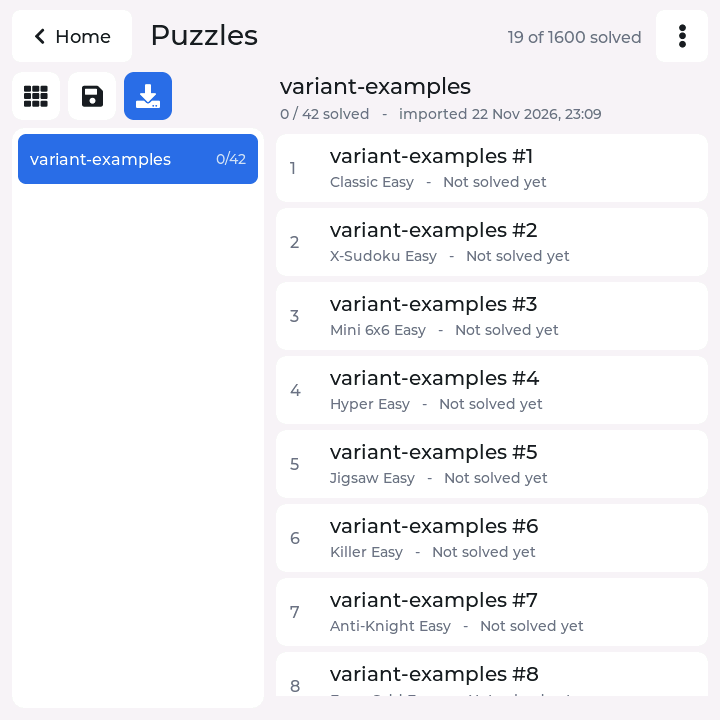 Home
Puzzles
19 of 1600 solved
variant-examples
0/42
variant-examples
0 / 42 solved - imported 22 Nov 2026, 23:09
1
variant-examples #1
Classic Easy - Not solved yet
2
variant-examples #2
X-Sudoku Easy - Not solved yet
3
variant-examples #3
Mini 6x6 Easy - Not solved yet
4
variant-examples #4
Hyper Easy - Not solved yet
5
variant-examples #5
Jigsaw Easy - Not solved yet
6
variant-examples #6
Killer Easy - Not solved yet
7
variant-examples #7
Anti-Knight Easy - Not solved yet
8
variant-examples #8